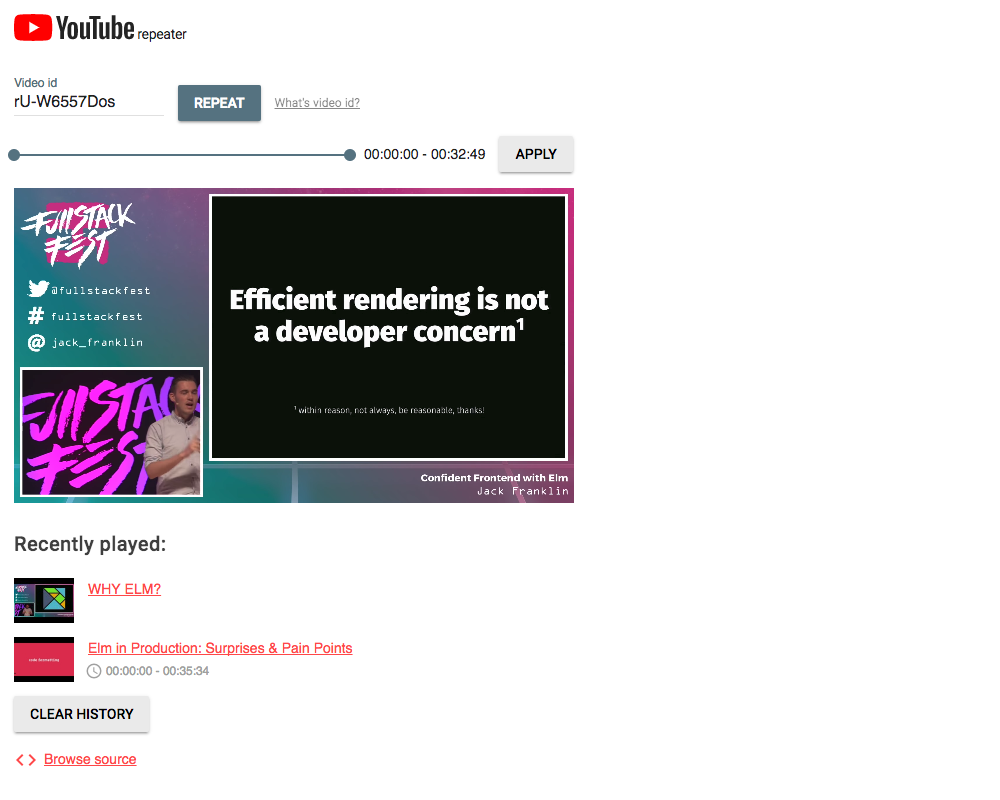 YouTube repeater
Video id
rU-W6557Dos
REPEAT
What's video id?
00:00:00 - 00:32:49
APPLY
FullStack
Fest
@fullstackfest
# fullstackfest
@ jack_franklin
Efficient rendering is not
a developer concern¹
¹ within reason, not always, be reasonable, thanks!
FullSTA
FEST
Confident Frontend with Elm
Jack Franklin
Recently played:
WHY ELM?
Elm in Production: Surprises & Pain Points
00:00:00 - 00:35:34
CLEAR HISTORY
<> Browse source